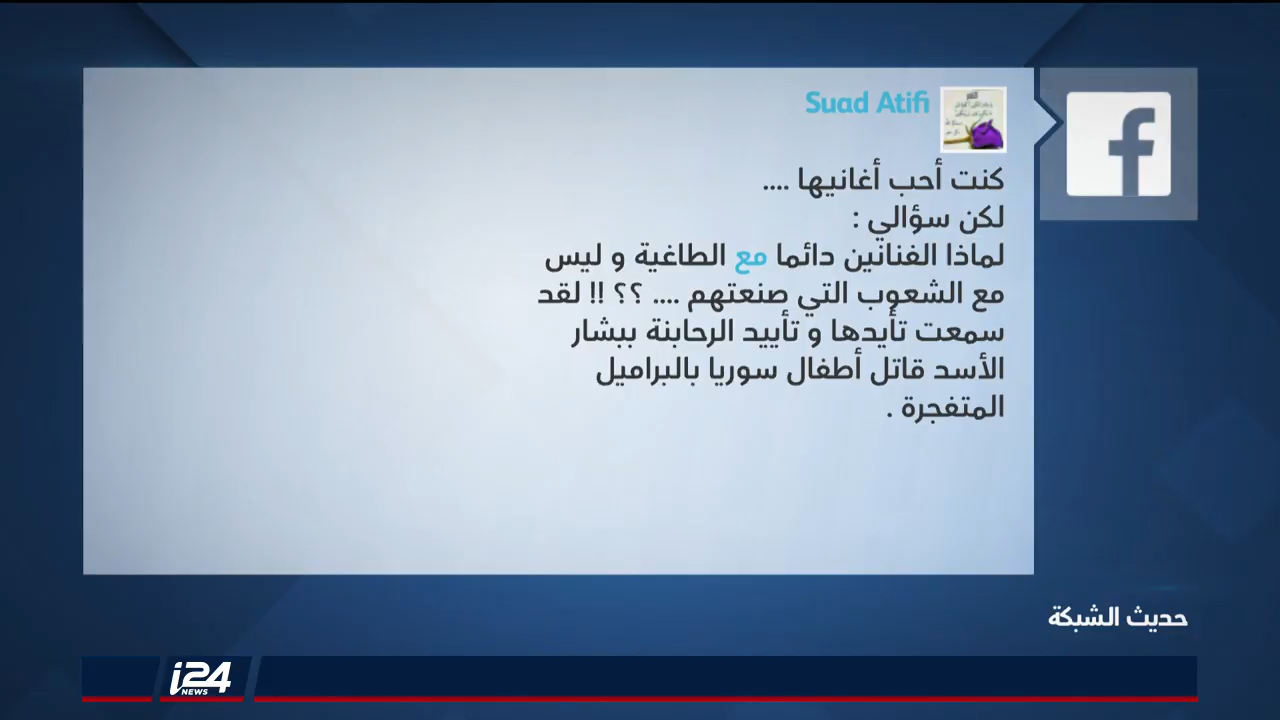 Suad Atifi
كنت أحب أغانيها ....
لكن سؤالي :
لماذا الفنانين دائما مع الطاغية و ليس
مع الشعوب التي صنعتهم .... ؟؟ !! لقد
سمعت تأيدها و تأييد الرحابنة ببشار
الأسد قاتل أطفال سوريا بالبراميل
المتفجرة .
حديث الشبكة
i24
NEWS